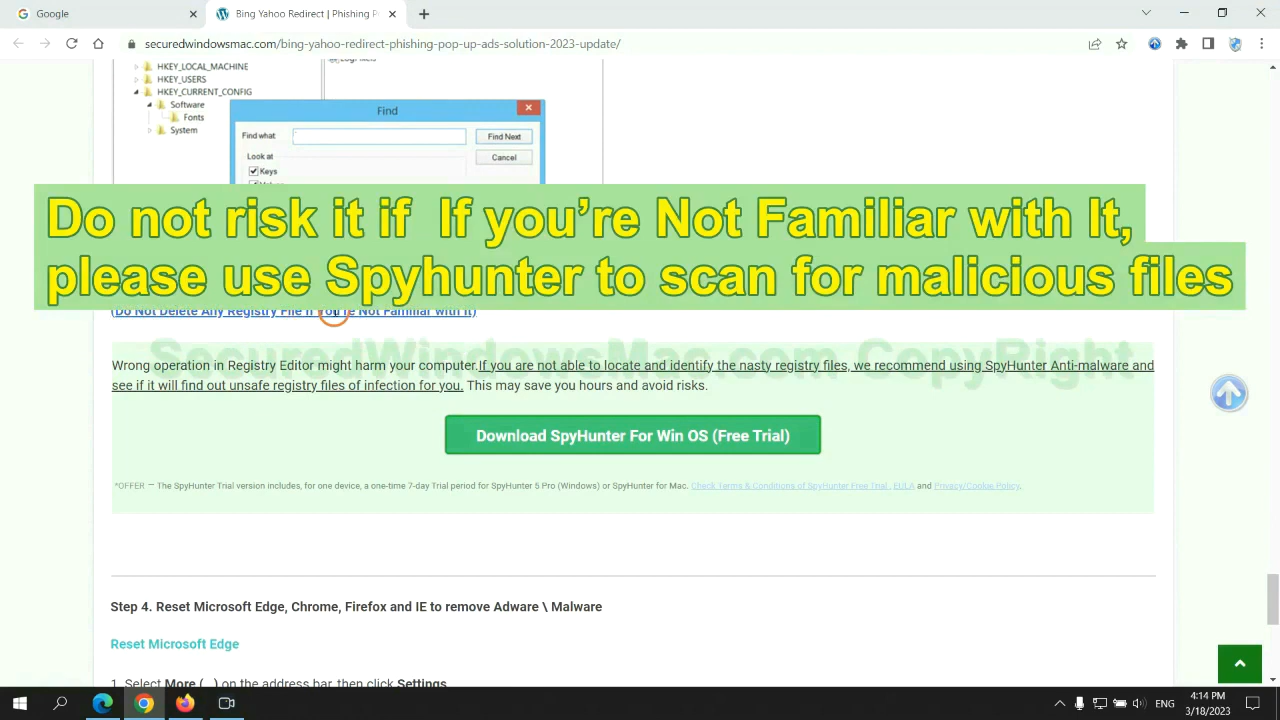 Google
Bing Yahoo Redirect | Phishing P
securedwindowsmac.com/bing-yahoo-redirect-phishing-pop-up-ads-solution-2023-update/
HKEY_LOCAL_MACHINE
HKEY_USERS
HKEY_CURRENT_CONFIG
Software
Fonts
System
Find
Find what:
Find Next
Look at
Cancel
Keys
Do not risk it if If you're Not Familiar with It,
please use Spyhunter to scan for malicious files
(Do Not Delete Any Registry File If You're Not Familiar with It)
SecuredWindowsMac.com CopyRight
Wrong operation in Registry Editor might harm your computer.If you are not able to locate and identify the nasty registry files, we recommend using SpyHunter Anti-malware and
see if it will find out unsafe registry files of infection for you. This may save you hours and avoid risks.
Download SpyHunter For Win OS (Free Trial)
*OFFER — The SpyHunter Trial version includes, for one device, a one-time 7-day Trial period for SpyHunter 5 Pro (Windows) or SpyHunter for Mac. Check Terms & Conditions of SpyHunter Free Trial , EULA and Privacy/Cookie Policy.
Step 4. Reset Microsoft Edge, Chrome, Firefox and IE to remove Adware \ Malware
Reset Microsoft Edge
1. Select More (...) on the address bar, then click Settings
ENG
4:14 PM
3/18/2023